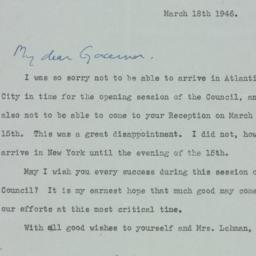 March 18th 1946.
My dear Governor.
I was so sorry not to be able to arrive in Atlanti
City in time for the opening session of the Council, an
also not to be able to come to your Reception on March
15th. This was a great disappointment. I did not, how
arrive in New York until the evening of the 15th.
May I wish you every success during this session o
Council? It is my earnest hope that much good may come
our efforts at this most critical time.
With all good wishes to yourself and Mrs. Lehman,